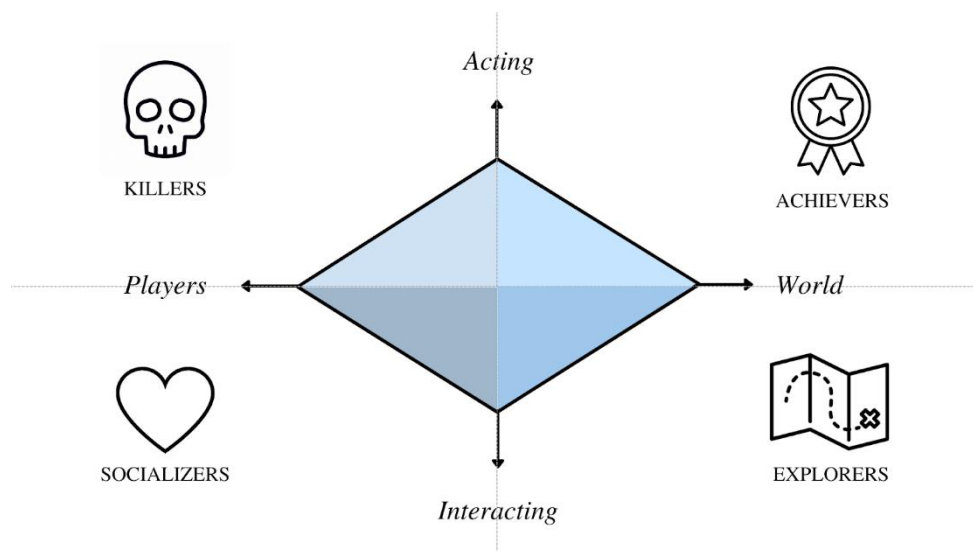 Acting
KILLERS
ACHIEVERS
Players
World
SOCIALIZERS
EXPLORERS
Interacting